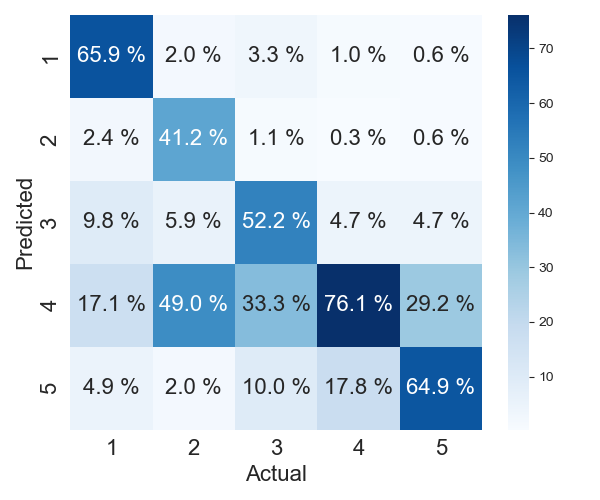 1 65.9 % 2.0 % 3.3 % 1.0 % 0.6 %
2 2.4 % 41.2 % 1.1 % 0.3 % 0.6 %
3 9.8 % 5.9 % 52.2 % 4.7 % 4.7 %
4 17.1 % 49.0 % 33.3 % 76.1 % 29.2 %
5 4.9 % 2.0 % 10.0 % 17.8 % 64.9 %
Predicted
1 2 3 4 5
Actual
70
60
50
40
30
20
10